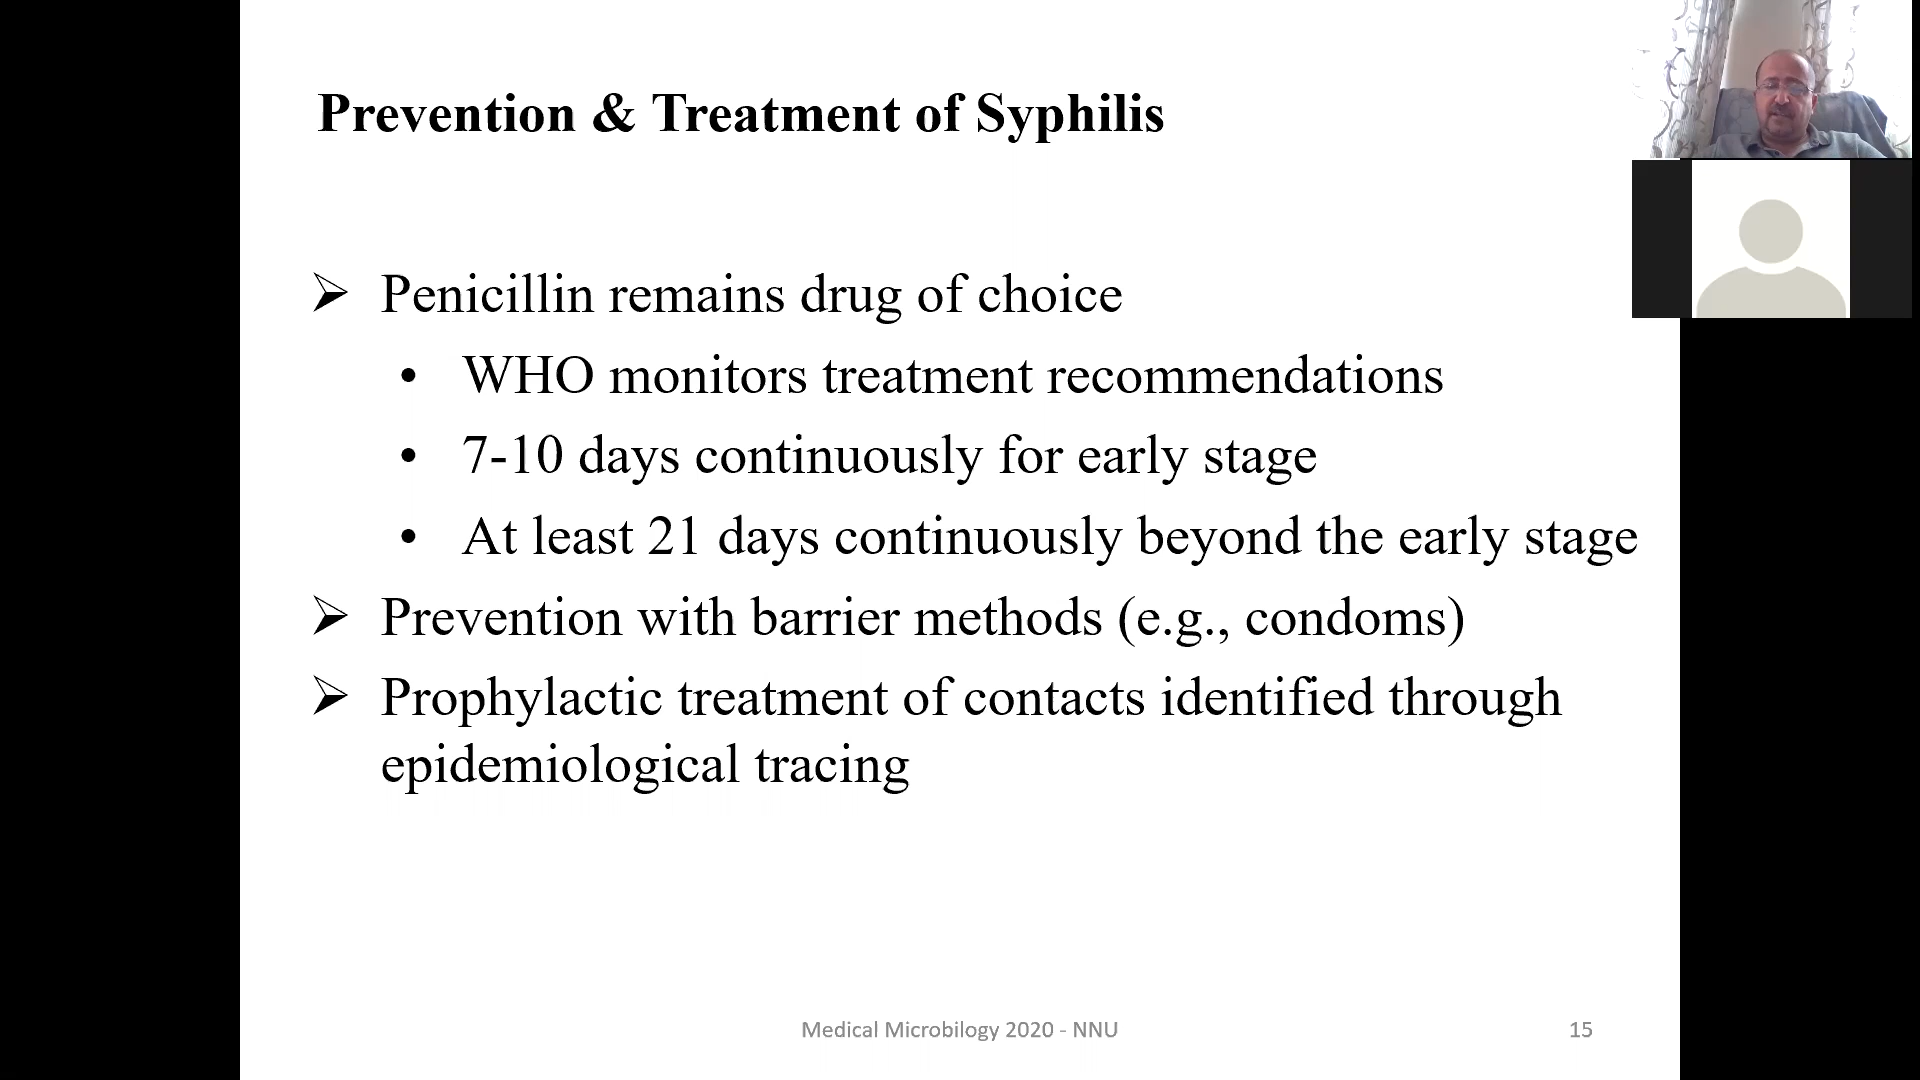 Prevention & Treatment of Syphilis
➢ Penicillin remains drug of choice
• WHO monitors treatment recommendations
• 7-10 days continuously for early stage
• At least 21 days continuously beyond the early stage
➢ Prevention with barrier methods (e.g., condoms)
➢ Prophylactic treatment of contacts identified through
epidemiological tracing
Medical Microbilogy 2020 - NNU
15